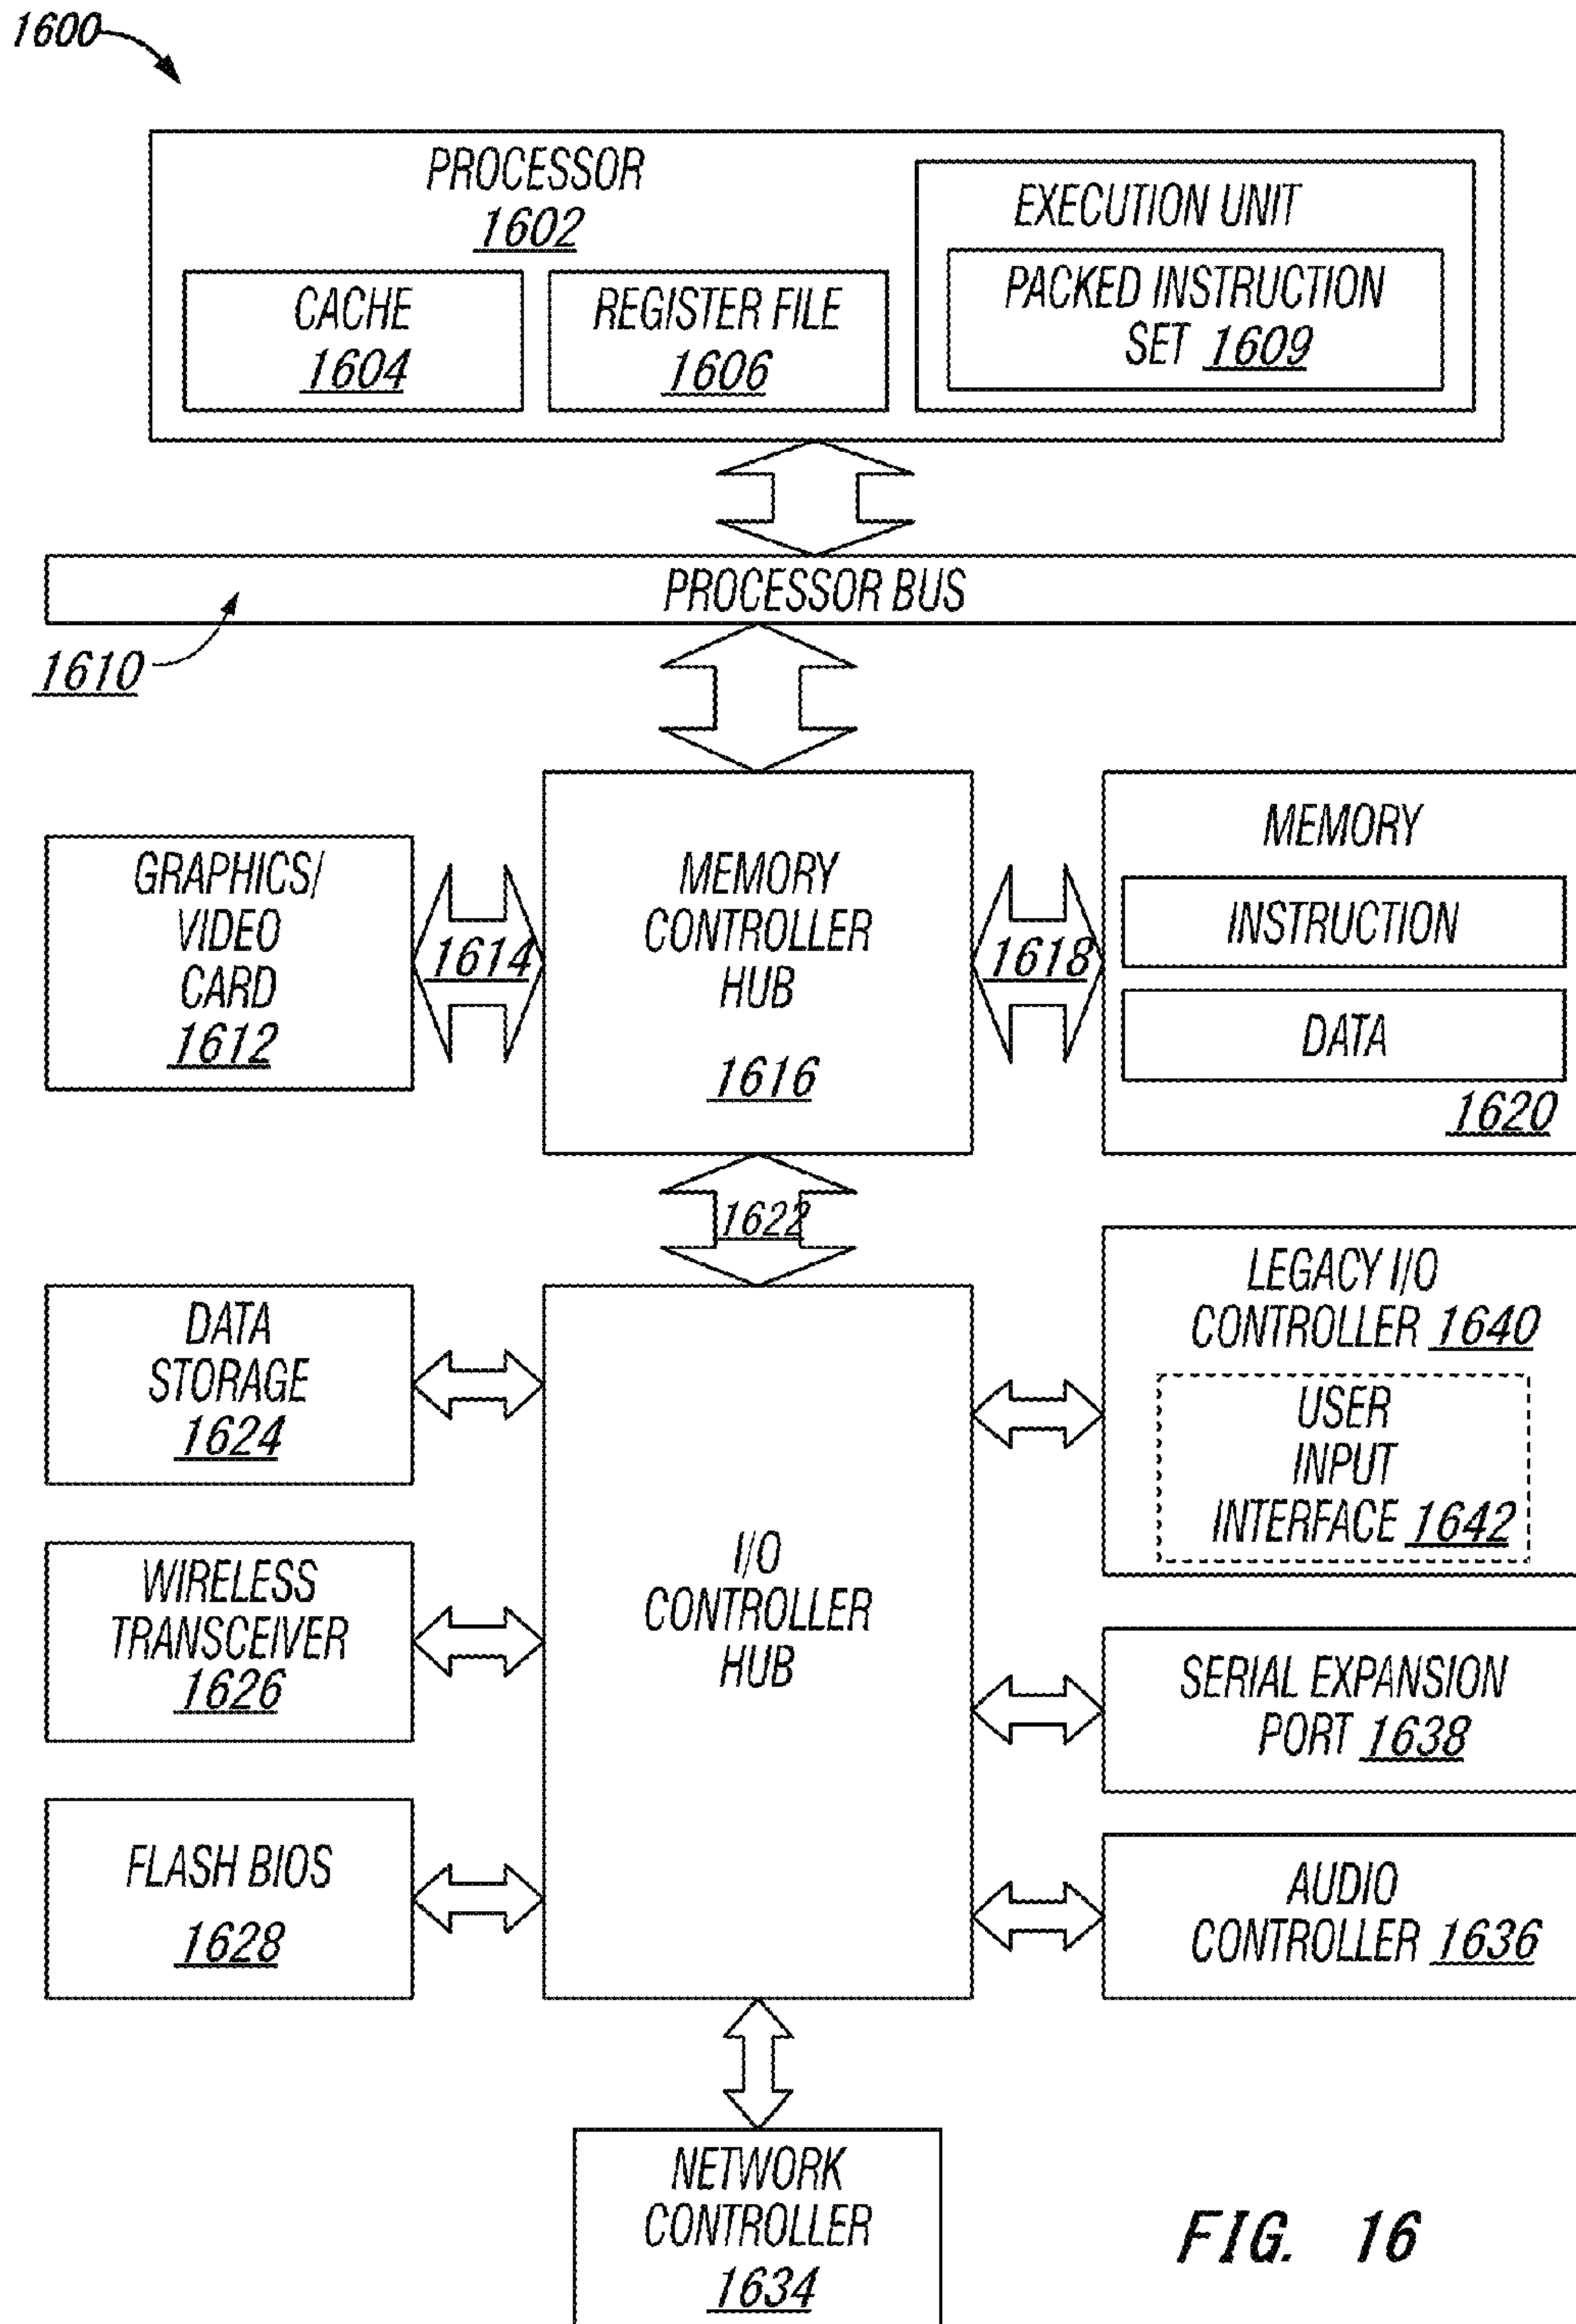 1600
PROCESSOR
1602
CACHE
1604
REGISTER FILE
1606
EXECUTION UNIT
PACKED INSTRUCTION
SET 1609
PROCESSOR BUS
1610
GRAPHICS/
VIDEO
CARD
1612
1614
MEMORY
CONTROLLER
HUB
1616
1618
MEMORY
INSTRUCTION
DATA
1620
1622
DATA
STORAGE
1624
WIRELESS
TRANSCEIVER
1626
FLASH BIOS
1628
I/O
CONTROLLER
HUB
LEGACY I/O
CONTROLLER 1640
USER
INPUT
INTERFACE 1642
SERIAL EXPANSION
PORT 1638
AUDIO
CONTROLLER 1636
NETWORK
CONTROLLER
1634
FIG. 16